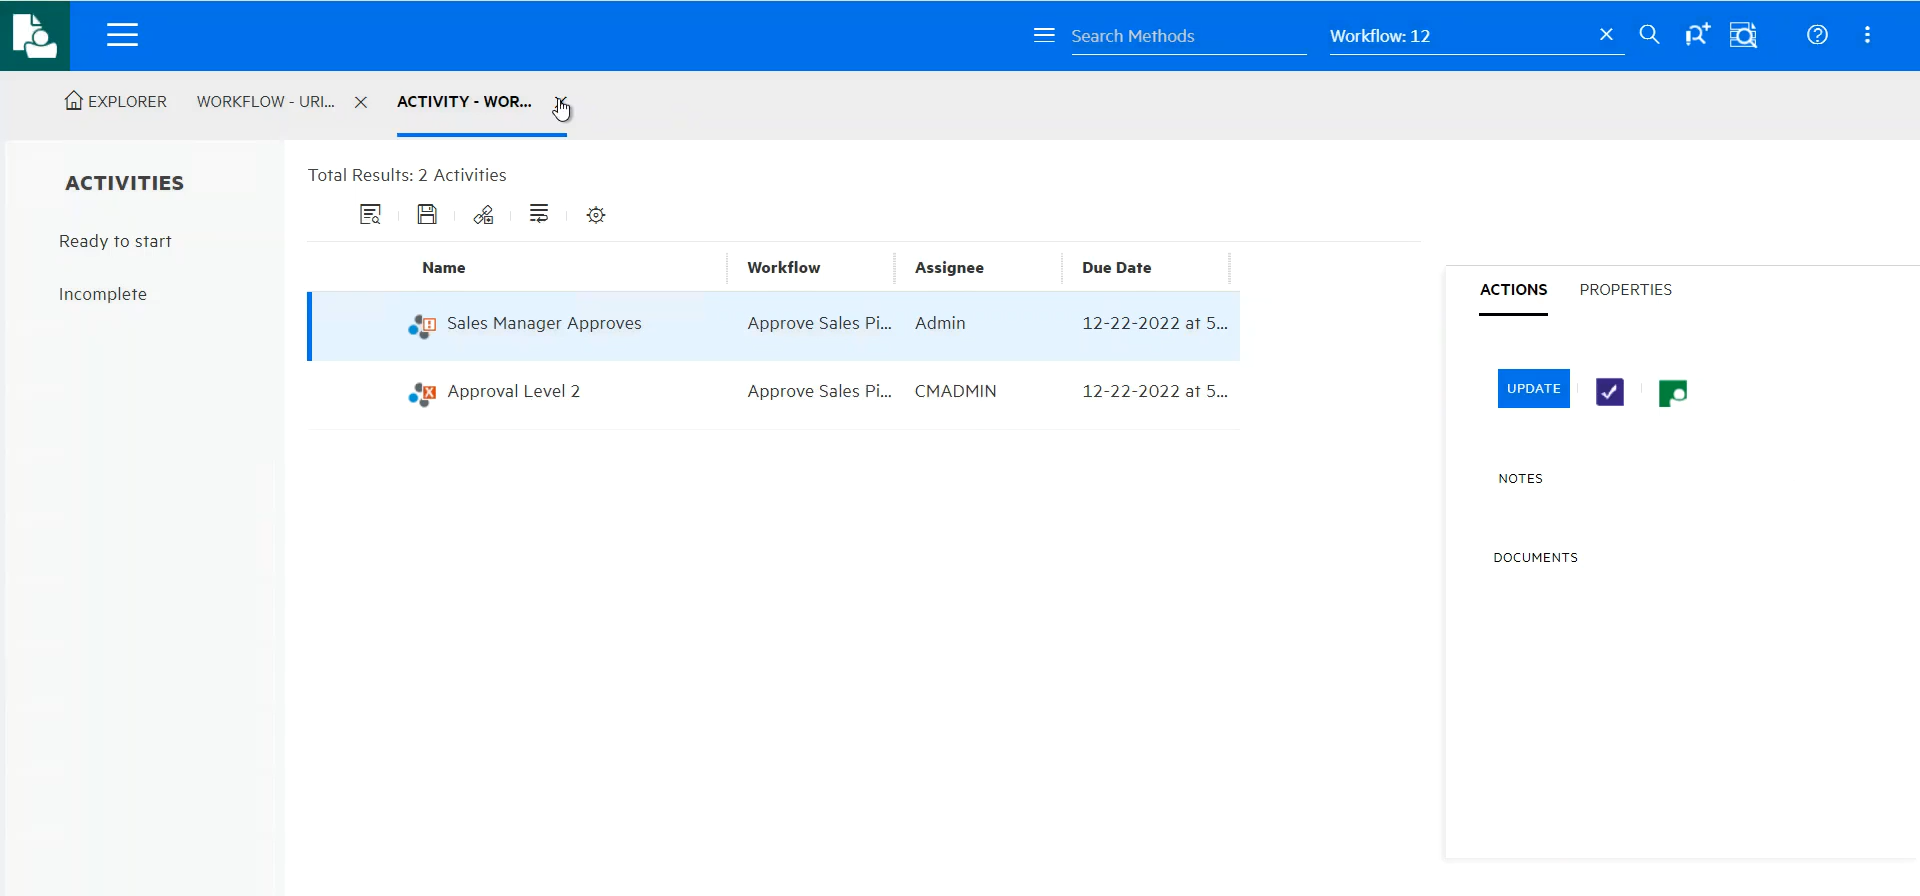 Search Methods
Workflow: 12
EXPLORER
WORKFLOW - URI...
ACTIVITY - WOR...
ACTIVITIES
Ready to start
Incomplete
Total Results: 2 Activities
Name Workflow Assignee Due Date
Sales Manager Approves Approve Sales Pi... Admin 12-22-2022 at 5...
Approval Level 2 Approve Sales Pi... CMADMIN 12-22-2022 at 5...
ACTIONS PROPERTIES
UPDATE
NOTES
DOCUMENTS